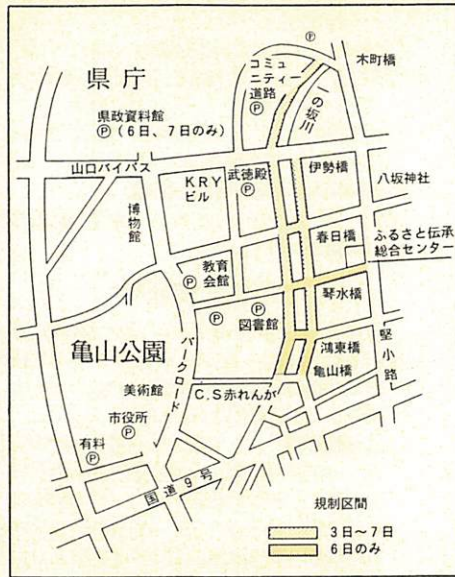 Ⓟ
木町橋
コミュ
ニティー
道路
Ⓟ
一の坂川
県庁
県政資料館
Ⓟ(6日、7日のみ)
山口バイパス
武徳殿
Ⓟ
伊勢橋
KRY
ビル
八坂神社
博物館
春日橋
ふるさと伝承
総合センター
教育
会館
Ⓟ
琴水橋
Ⓟ
Ⓟ
図書館
亀山公園
パークロード
鴻東橋
亀山橋
竪小路
美術館
C.S赤れんが
市役所
Ⓟ
有料
Ⓟ
国道9号
規制区間
3日〜7日
6日のみ